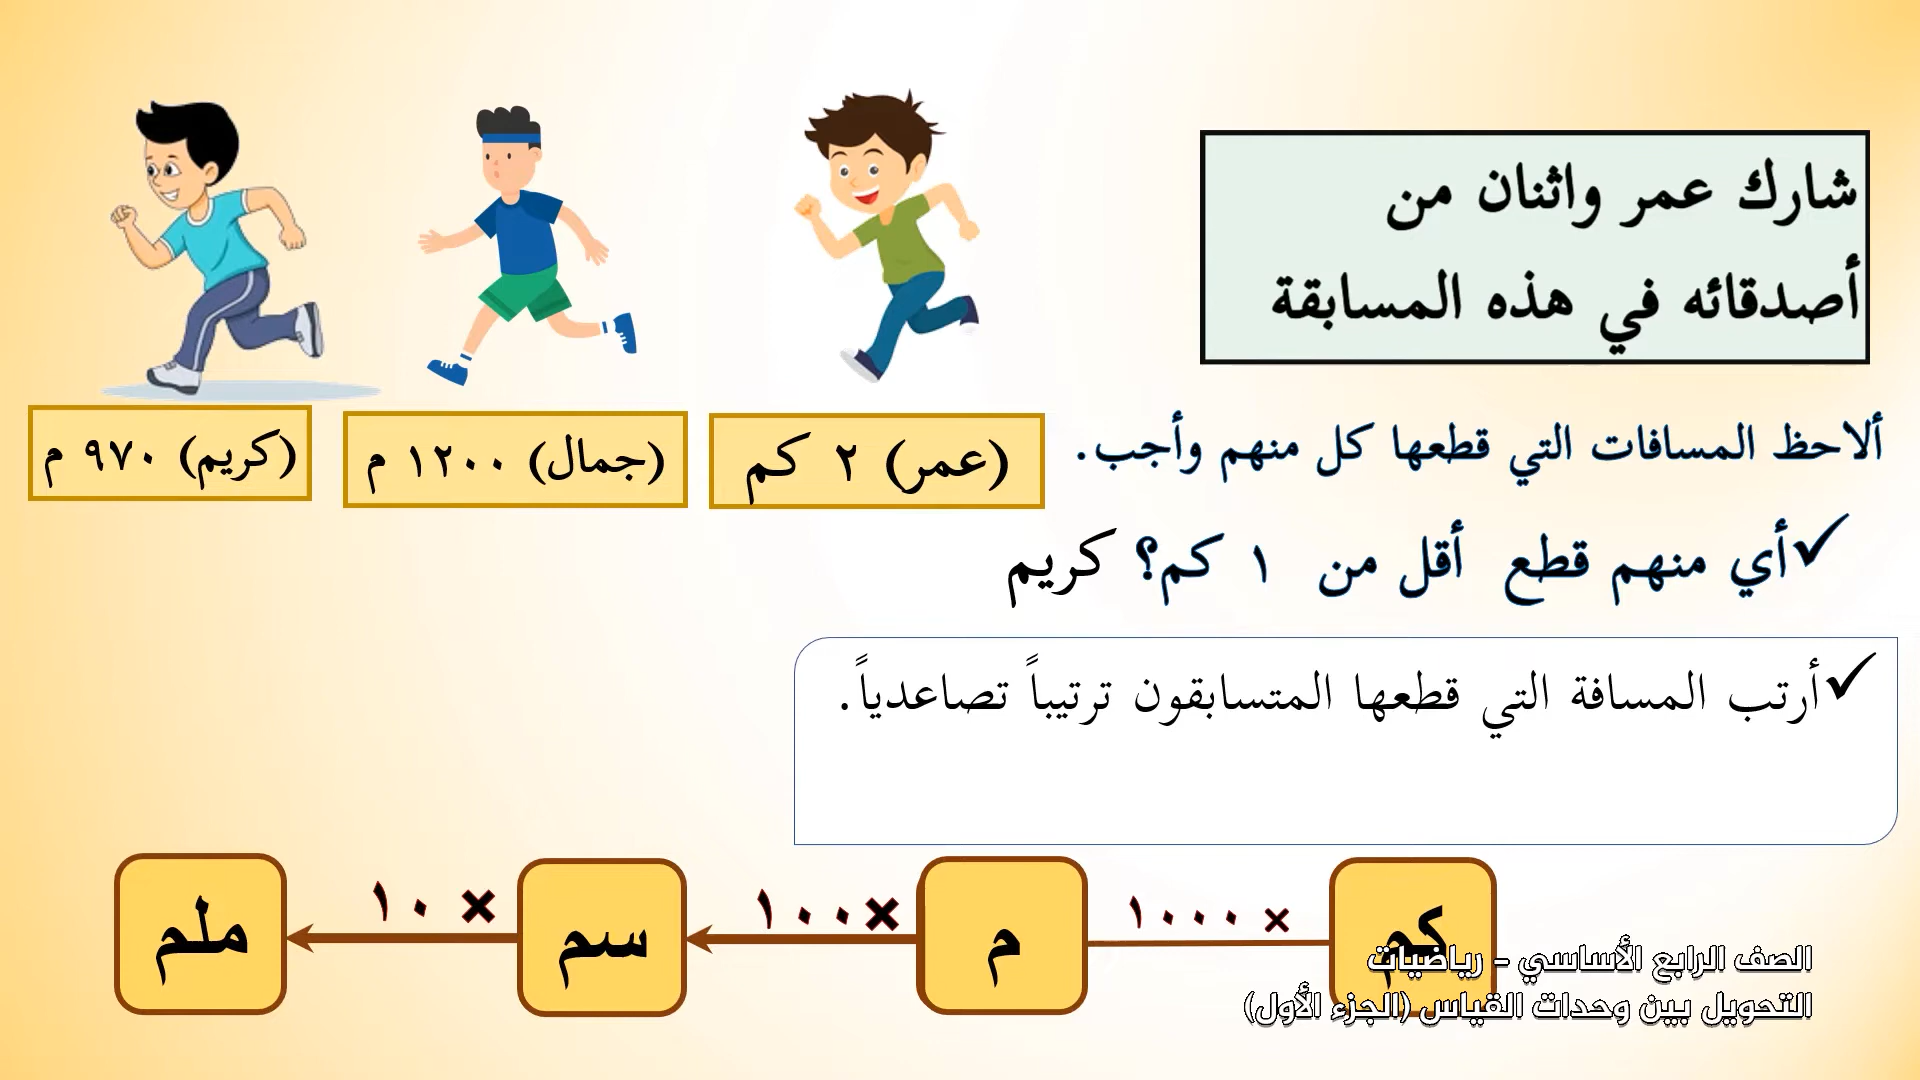 شارك عمر واثنان من
أصدقائه في هذه المسابقة
(عمر) ٢ كم
(جمال) ١٢٠٠ م
(كريم) ٩٧٠ م
ألاحظ المسافات التي قطعها كل منهم وأجب.
✓أي منهم قطع أقل من ١ كم؟ كريم
✓أرتب المسافة التي قطعها المتسابقون ترتيباً تصاعدياً.
كم
× ١٠٠٠
م
×١٠٠
سم
× ١٠
ملم
الصف الرابع الأساسي - رياضيات
التحويل بين وحدات القياس (الجزء الأول)